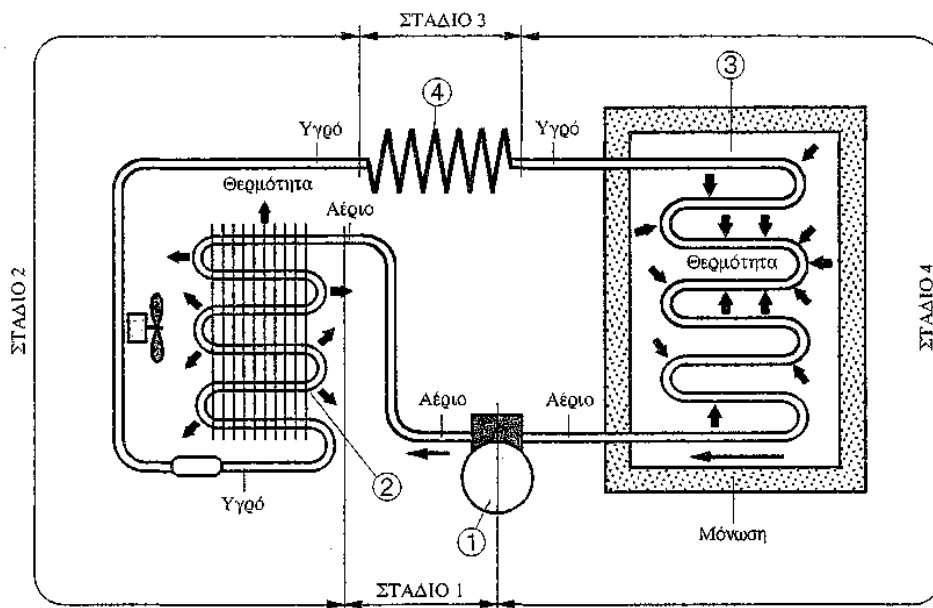 ΣΤΑΔΙΟ 3
④
③
Υγρό
Υγρό
Θερμότητα
Αέριο
Θερμότητα
ΣΤΑΔΙΟ 2
ΣΤΑΔΙΟ 4
Αέριο
Αέριο
Υγρό
②
①
Μόνωση
ΣΤΑΔΙΟ 1